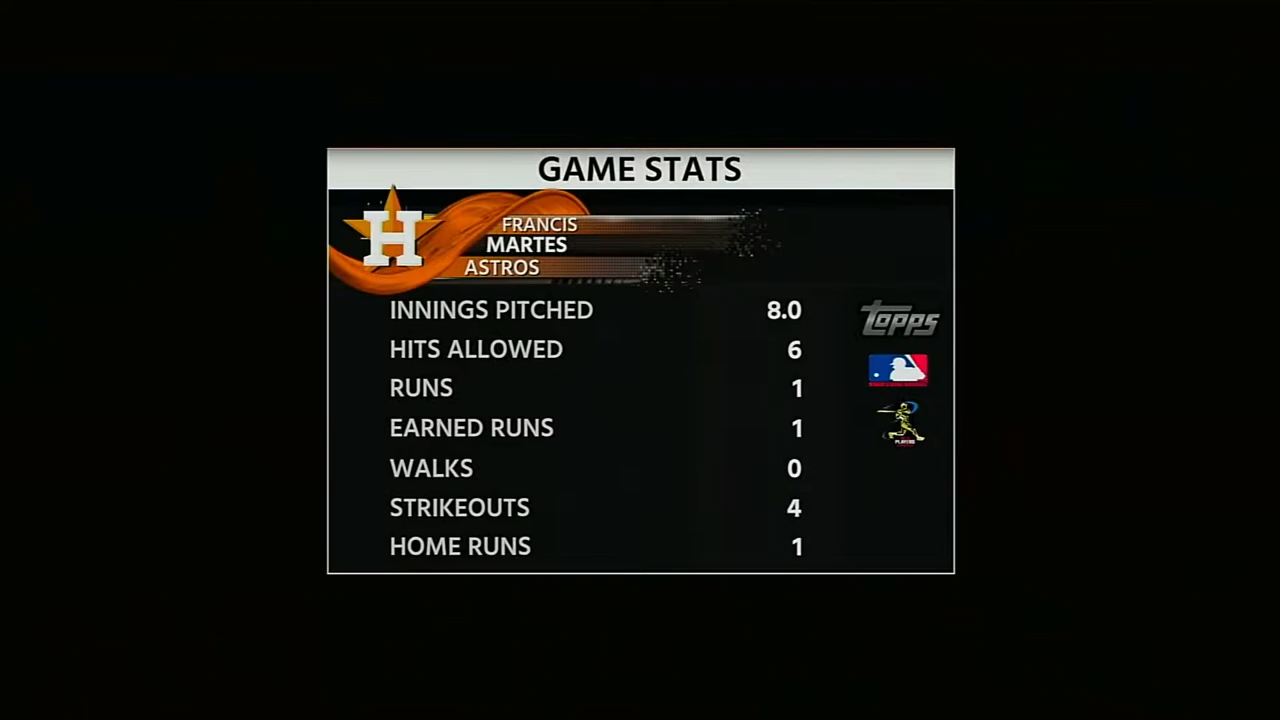 GAME STATS
FRANCIS
MARTES
ASTROS
INNINGS PITCHED 8.0
HITS ALLOWED 6
RUNS 1
EARNED RUNS 1
WALKS 0
STRIKEOUTS 4
HOME RUNS 1
H
Topps
PLAYERS